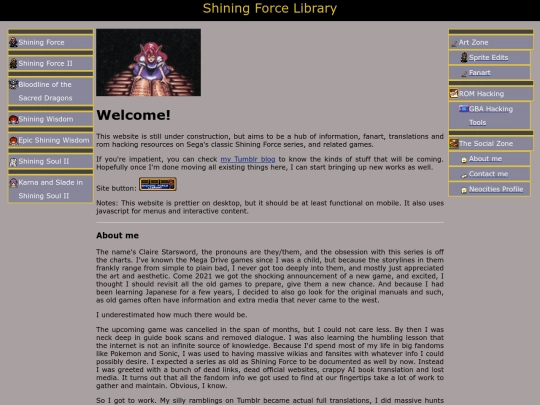 Shining Force Library
Shining Force
Shining Force II
Bloodline of the
Sacred Dragons
Shining Wisdom
Epic Shining Wisdom
Shining Soul II
Kama and Slade in
Shining Soul II
Welcome!
This website is still under construction, but aims to be a hub of information, fanart, translations and
rom hacking resources on Sega's classic Shining Force series, and related games.
If you're impatient, you can check my Tumblr blog to know the kinds of stuff that will be coming.
Hopefully once I'm done moving all existing things here, I can start bringing up new works as well.
Site button:
Notes: This website is prettier on desktop, but it should be at least functional on mobile. It also uses
javascript for menus and interactive content.
About me
The name's Claire Starsword, the pronouns are they/them, and the obsession with this series is off
the charts. I've known the Mega Drive games since I was a child, but because the storylines in them
frankly range from simple to plain bad, I never got too deeply into them, and mostly just appreciated
the art and aesthetic. Come 2021 we got the shocking announcement of a new game, and excited, I
thought I should revisit all the old games to prepare, give them a new chance. And because I had
been learning Japanese for a few years, I decided to also go look for the original manuals and such,
as old games often have information and extra media that never came to the west.
I underestimated how much there would be.
The upcoming game was cancelled in the span of months, but I could not care less. By then I was
neck deep in guide book scans and removed dialogue. I was also learning the humbling lesson that
the internet is not an infinite source of knowledge. Because I'd spend most of my life in big fandoms
like Pokemon and Sonic, I was used to having massive wikias and fansites with whatever info I could
possibly desire. I expected a series as old as Shining Force to be documented as well by now. Instead
I was greeted with a bunch of dead links, dead official websites, crappy AI book translation and lost
media. It turns out that all the fandom info we got used to find at our fingertips take a lot of work to
gather and maintain. Obvious, I know.
So I got to work. My silly ramblings on Tumblr became actual full translations, I did massive hunts
Art Zone
Sprite Edits
Fanart
ROM Hacking
GBA Hacking
Tools
The Social Zone
About me
Contact me
Neocities Profile